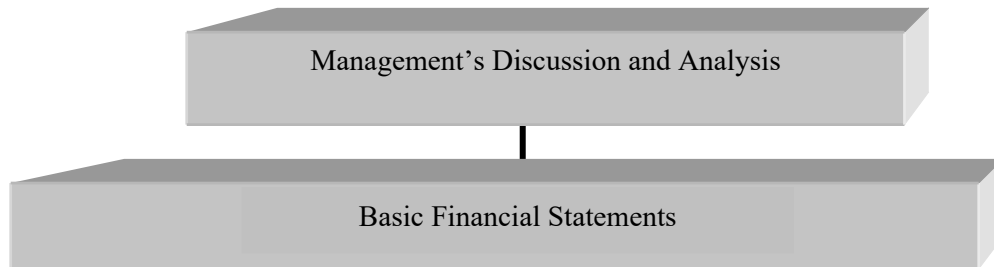 Management’s Discussion and Analysis
Basic Financial Statements